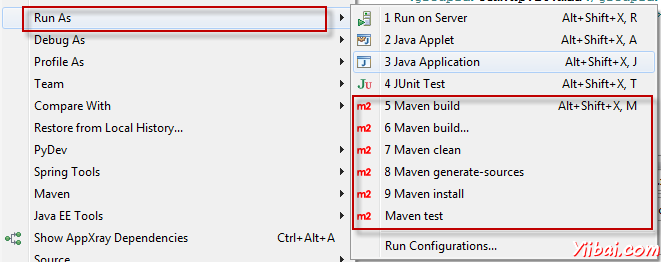 Run As
Debug As
Profile As
Team
Compare With
Restore from Local History...
PyDev
Spring Tools
Maven
Java EE Tools
Show AppXray Dependencies Ctrl+Alt+A
Source
1 Run on Server Alt+Shift+X, R
2 Java Applet Alt+Shift+X, A
3 Java Application Alt+Shift+X, J
Ju 4 JUnit Test Alt+Shift+X, T
m2 5 Maven build Alt+Shift+X, M
m2 6 Maven build...
m2 7 Maven clean
m2 8 Maven generate-sources
m2 9 Maven install
m2 Maven test
Run Configurations...
Yiibai.com